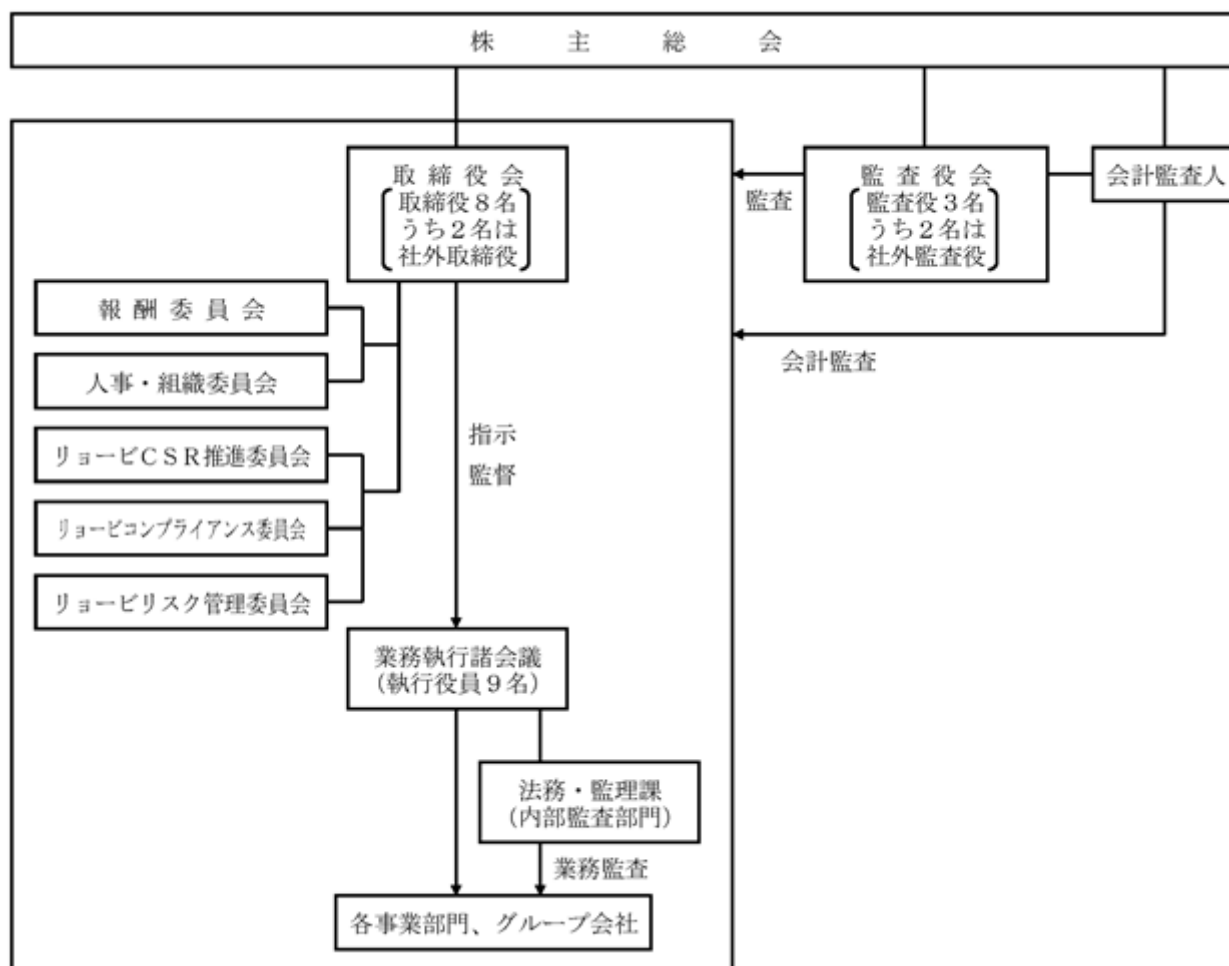 株主総会
取締役会
取締役８名
うち２名は
社外取締役
監査
監査役会
監査役３名
うち２名は
社外監査役
会計監査人
会計監査
報酬委員会
人事・組織委員会
リョービＣＳＲ推進委員会
リョービコンプライアンス委員会
リョービリスク管理委員会
指示
監督
業務執行諸会議
（執行役員９名）
法務・監理課
（内部監査部門）
業務監査
各事業部門、グループ会社